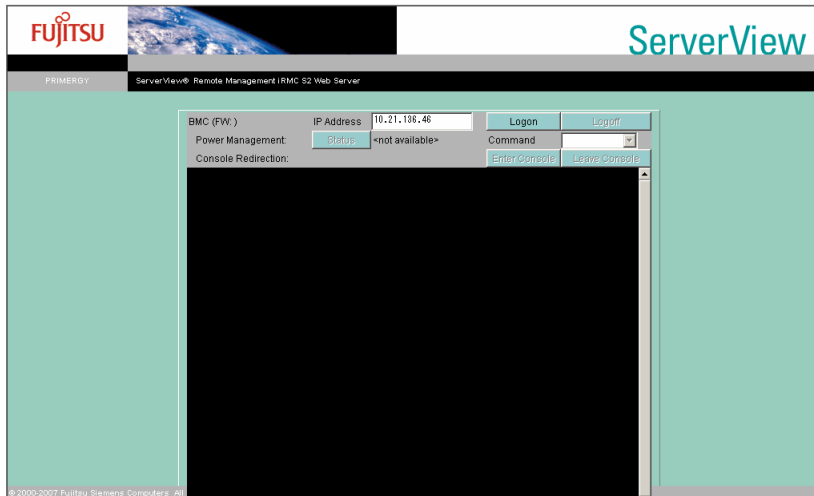 FUJITSU
ServerView
PRIMERGY
ServerView® Remote Management iRMC S2 Web Server
BMC (FW: ) IP Address 10.21.136.46 Logon Logoff
Power Management: Status <not available> Command
Console Redirection: Enter Console Leave Console
© 2000-2007 Fujitsu Siemens Computers All